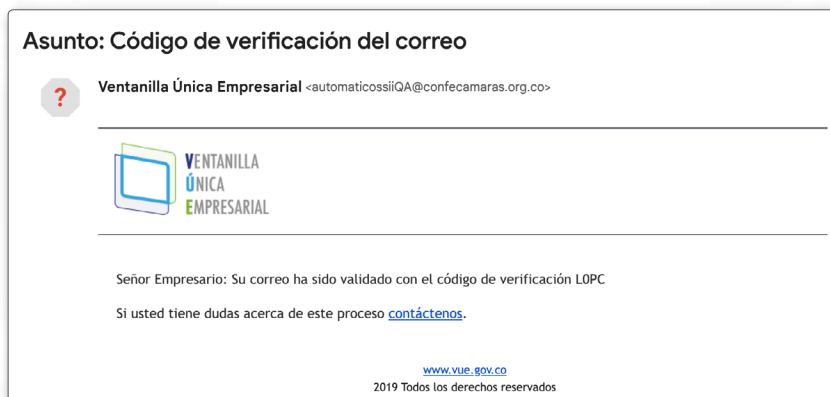 Asunto: Código de verificación del correo
?
Ventanilla Única Empresarial <automaticossiiQA@confecamaras.org.co>
VENTANILLA
ÚNICA
EMPRESARIAL
Señor Empresario: Su correo ha sido validado con el código de verificación L0PC
Si usted tiene dudas acerca de este proceso contáctenos.
www.vue.gov.co
2019 Todos los derechos reservados